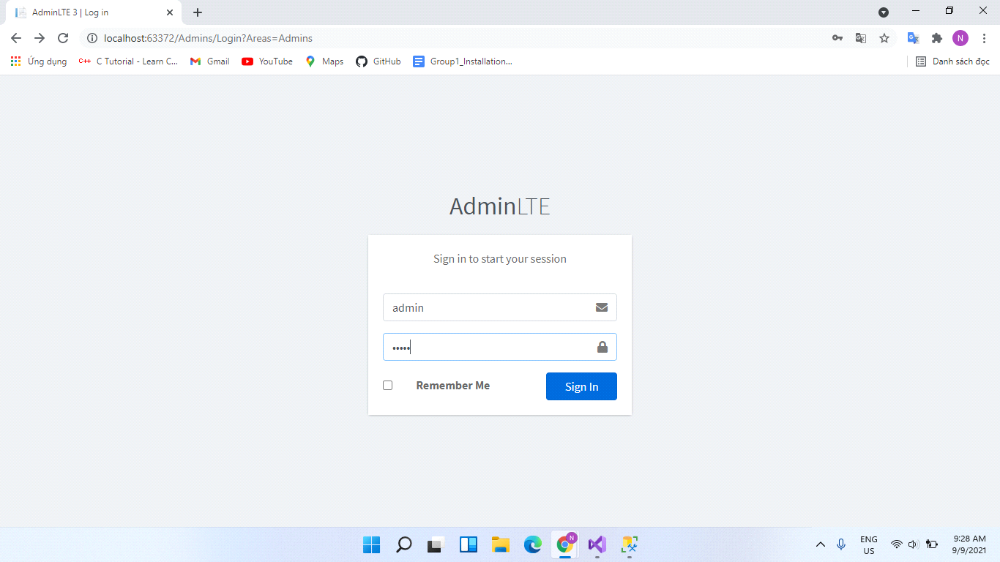 AdminLTE 3 | Log in
localhost:63372/Admins/Login?Areas=Admins
N
Ứng dụng
C++
C Tutorial - Learn C...
Gmail
YouTube
Maps
GitHub
Group1_Installation...
Danh sách đọc
AdminLTE
Sign in to start your session
admin
•••••
Remember Me
Sign In
N
ENG
US
9:28 AM
9/9/2021